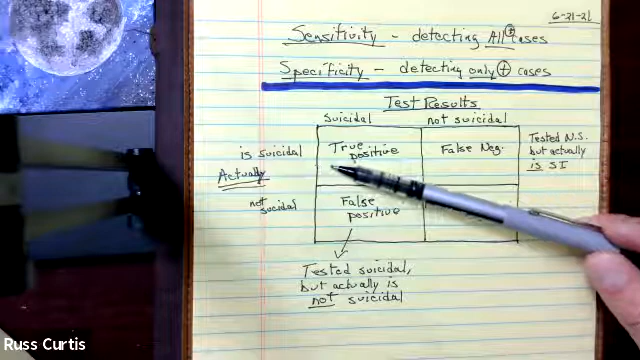 6-21-21
Sensitivity - detecting All ⊕ cases
Specificity - detecting only ⊕ cases
Test Results
suicidal not suicidal
is suicidal
True positive
False Neg.
Tested N.S. but actually is SI
Actually
not suicidal
False positive
Tested suicidal,
but actually is
not suicidal
Russ Curtis